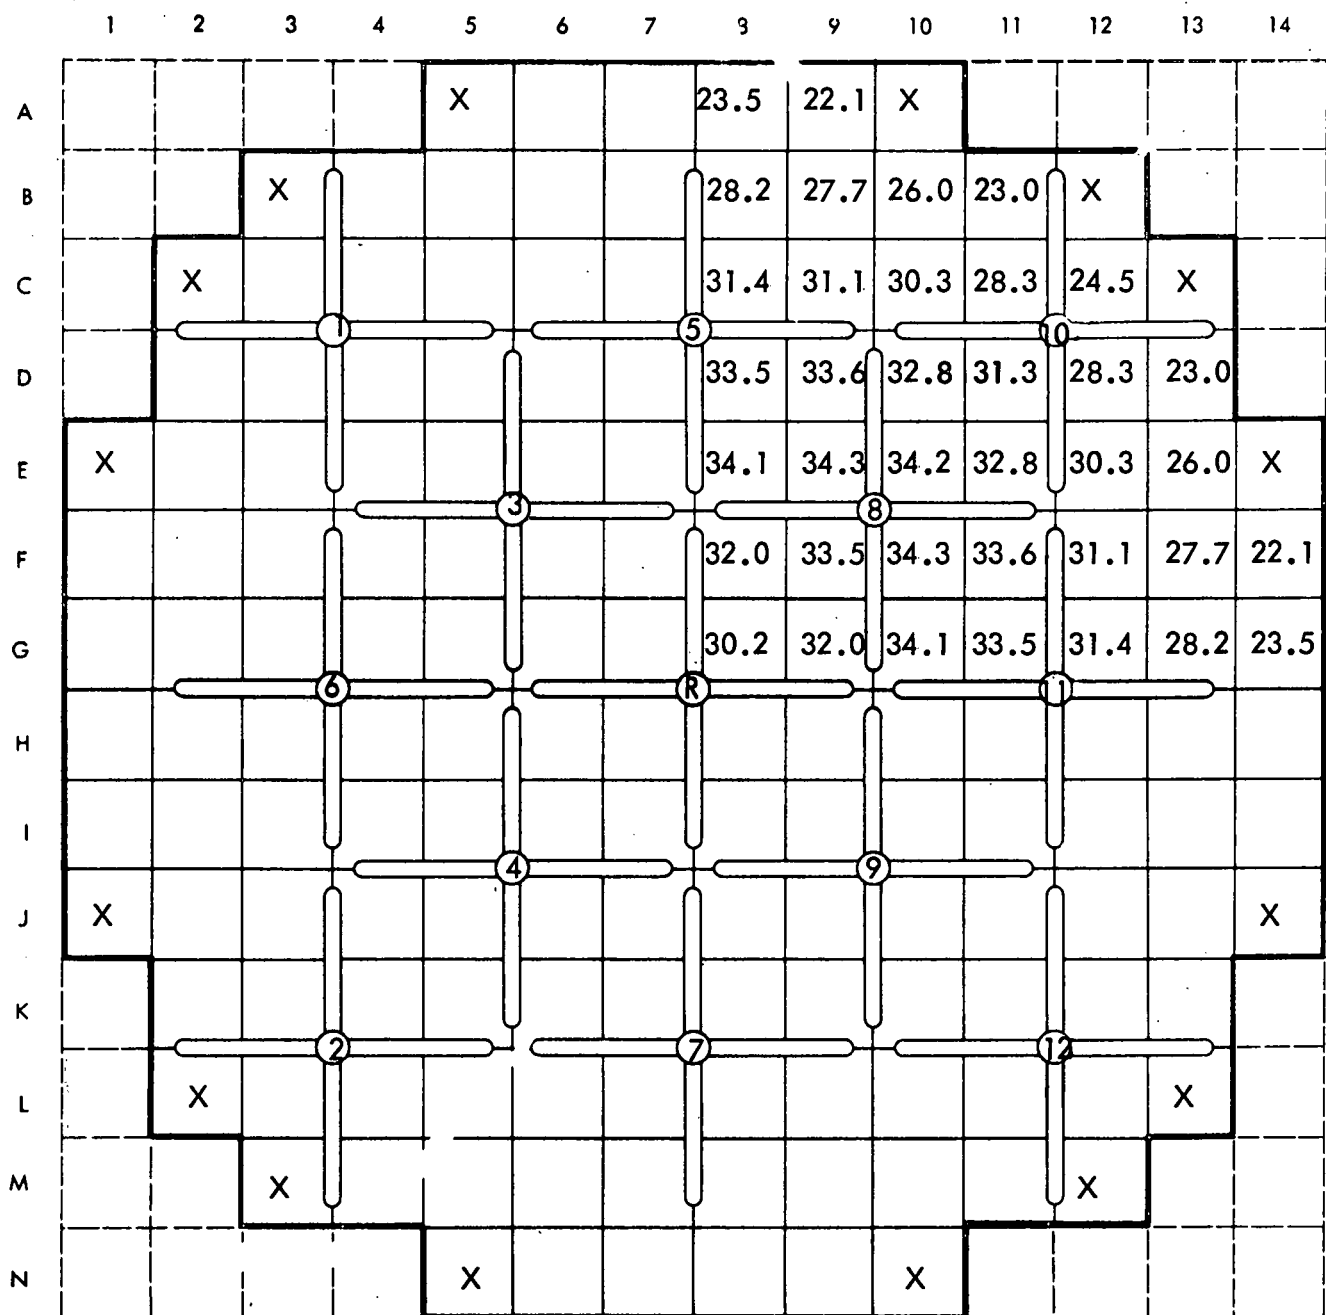 1 2 3 4 5 6 7 8 9 10 11 12 13 14
A X 23.5 22.1 X
B X 28.2 27.7 26.0 23.0 X
C X 31.4 31.1 30.3 28.3 24.5 X
1 5 10
D 33.5 33.6 32.8 31.3 28.3 23.0
E X 34.1 34.3 34.2 32.8 30.3 26.0 X
3 8
F 32.0 33.5 34.3 33.6 31.1 27.7 22.1
G 30.2 32.0 34.1 33.5 31.4 28.2 23.5
6 R 11
H
I
4 9
J X X
K
2 7 12
L X X
M X X
N X X